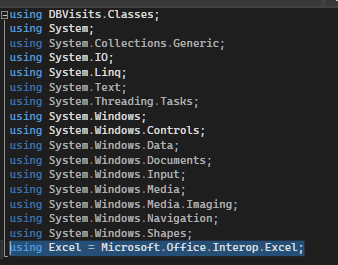 using DBVisits.Classes;
using System;
using System.Collections.Generic;
using System.IO;
using System.Linq;
using System.Text;
using System.Threading.Tasks;
using System.Windows;
using System.Windows.Controls;
using System.Windows.Data;
using System.Windows.Documents;
using System.Windows.Input;
using System.Windows.Media;
using System.Windows.Media.Imaging;
using System.Windows.Navigation;
using System.Windows.Shapes;
using Excel = Microsoft.Office.Interop.Excel;